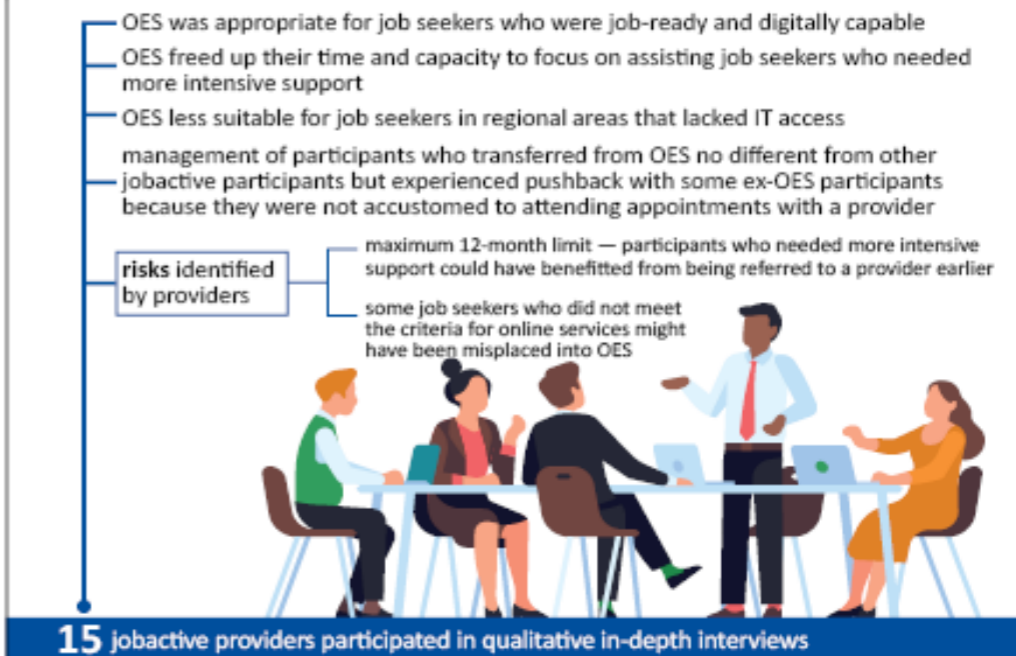 OES was appropriate for job seekers who were job-ready and digitally capable
OES freed up their time and capacity to focus on assisting job seekers who needed
more intensive support
OES less suitable for job seekers in regional areas that lacked IT access
management of participants who transferred from OES no different from other
jobactive participants but experienced pushback with some ex-OES participants
because they were not accustomed to attending appointments with a provider
risks identified
by providers
maximum 12-month limit — participants who needed more intensive
support could have benefitted from being referred to a provider earlier
some job seekers who did not meet
the criteria for online services might
have been misplaced into OES
15 jobactive providers participated in qualitative in-depth interviews